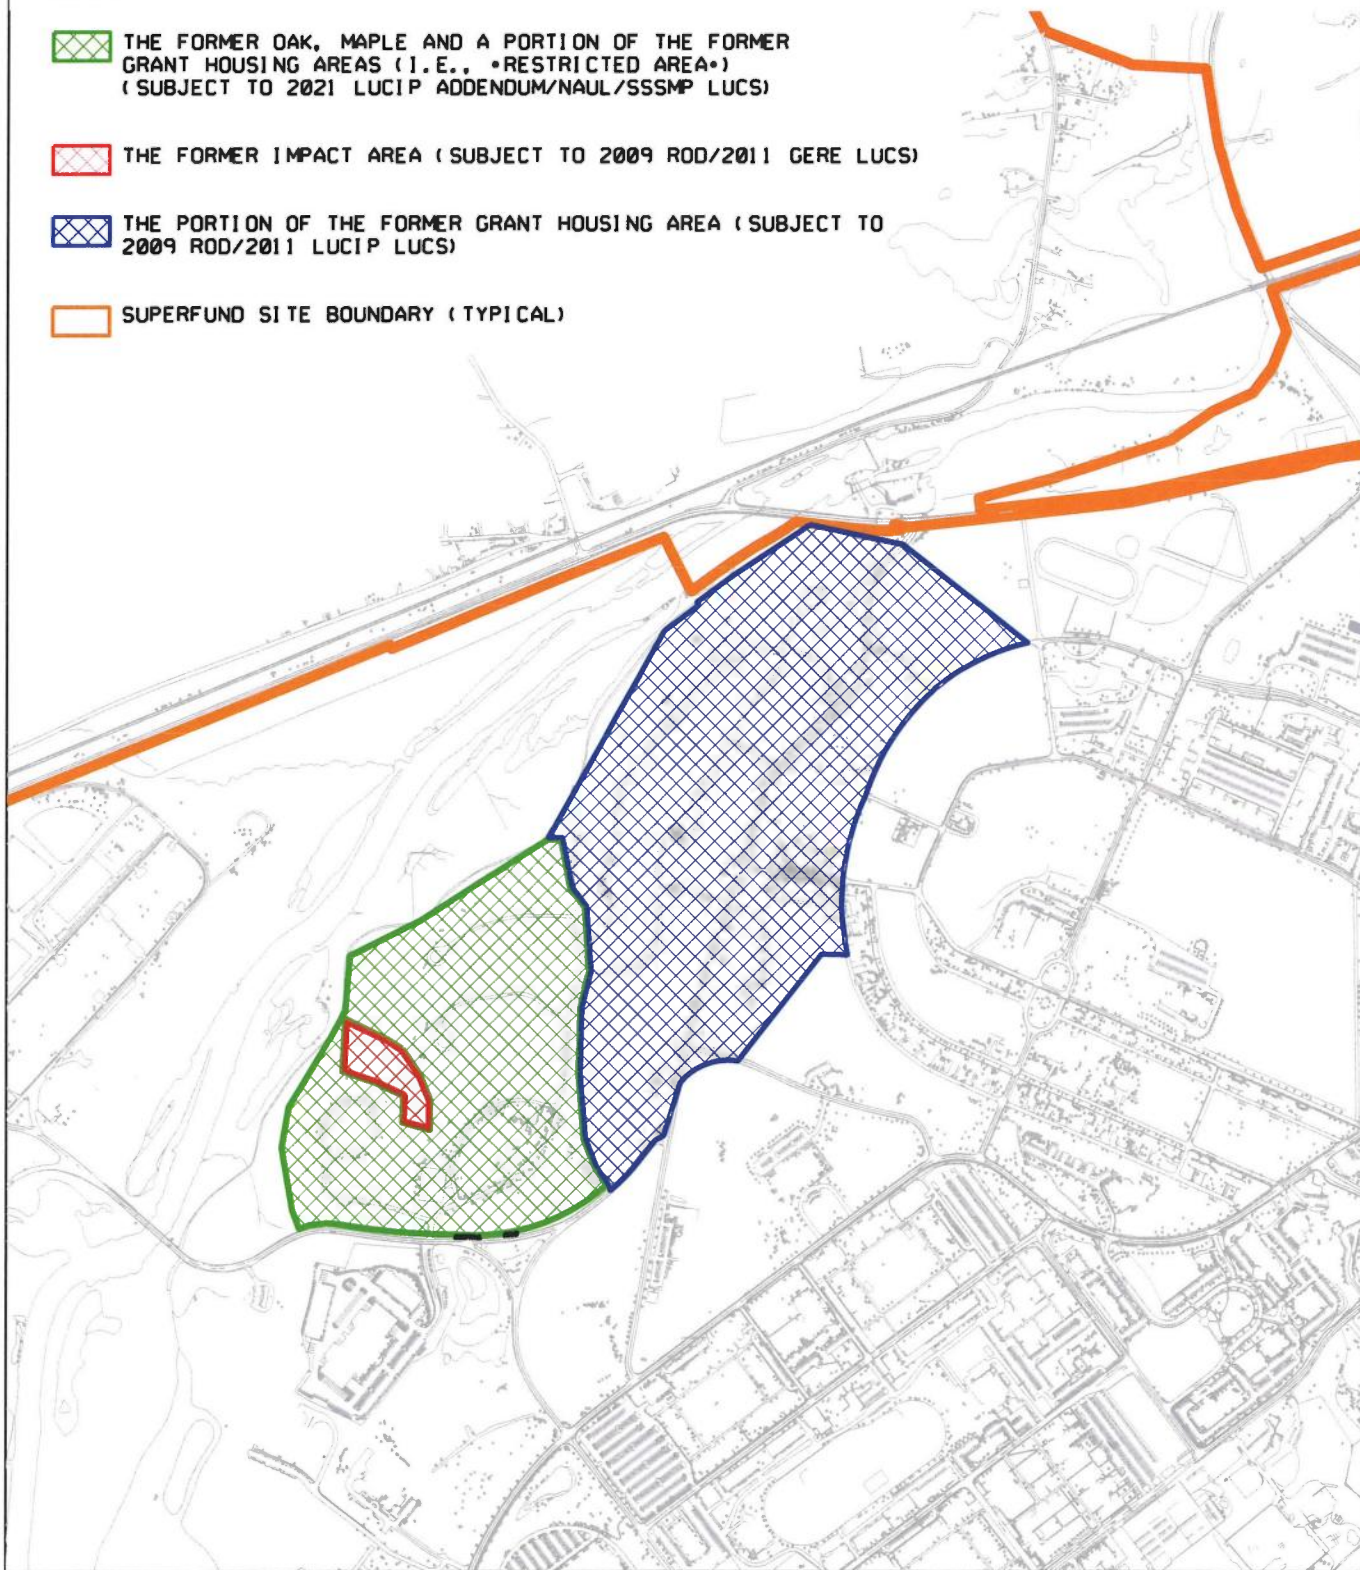 THE FORMER OAK, MAPLE AND A PORTION OF THE FORMER
GRANT HOUSING AREAS (I.E., "RESTRICTED AREA")
(SUBJECT TO 2021 LUCIP ADDENDUM/NAUL/SSSMP LUCS)
THE FORMER IMPACT AREA (SUBJECT TO 2009 ROD/2011 GERE LUCS)
THE PORTION OF THE FORMER GRANT HOUSING AREA (SUBJECT TO
2009 ROD/2011 LUCIP LUCS)
SUPERFUND SITE BOUNDARY (TYPICAL)